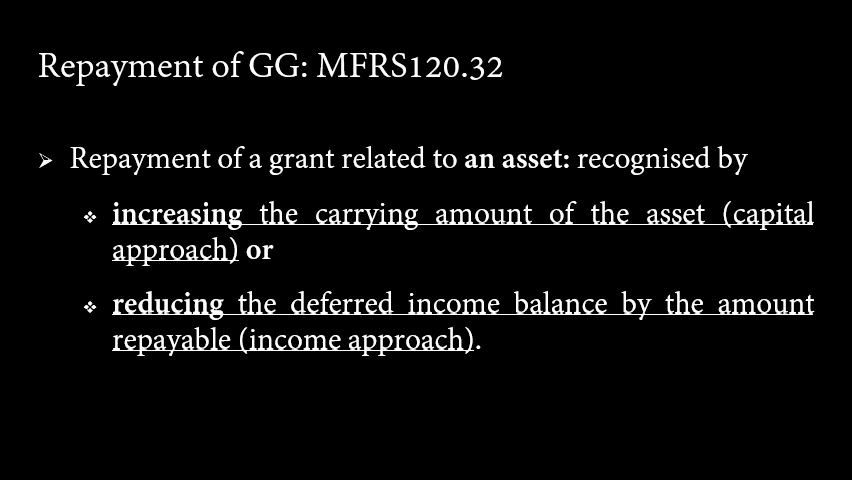 Repayment of GG: MFRS120.32
➢ Repayment of a grant related to an asset: recognised by
❖ increasing the carrying amount of the asset (capital
approach) or
❖ reducing the deferred income balance by the amount
repayable (income approach).